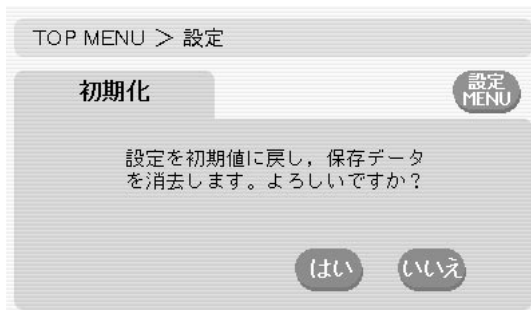 TOP MENU ＞ 設定
初期化
設定
MENU
設定を初期値に戻し，保存データ
を消去します。よろしいですか？
はい いいえ